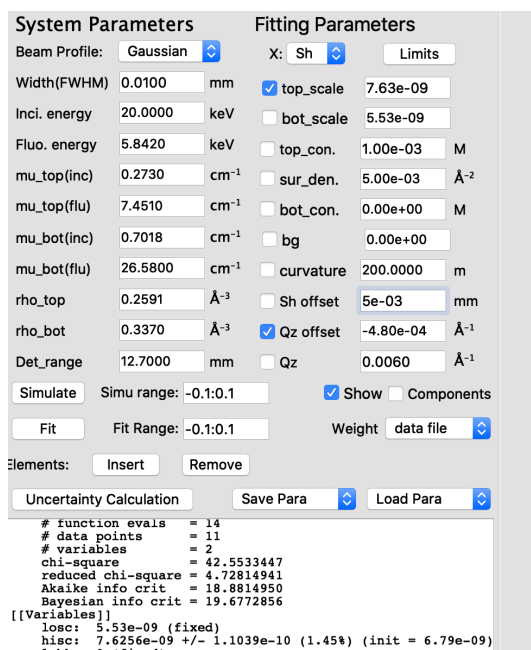 System Parameters Fitting Parameters
Beam Profile: Gaussian X: Sh Limits
Width(FWHM) 0.0100 mm top_scale 7.63e-09
Inci. energy 20.0000 keV bot_scale 5.53e-09
Fluo. energy 5.8420 keV top_con. 1.00e-03 M
mu_top(inc) 0.2730 cm⁻¹ sur_den. 5.00e-03 Å⁻²
mu_top(flu) 7.4510 cm⁻¹ bot_con. 0.00e+00 M
mu_bot(inc) 0.7018 cm⁻¹ bg 0.00e+00
mu_bot(flu) 26.5800 cm⁻¹ curvature 200.0000 m
rho_top 0.2591 Å⁻³ Sh offset 5e-03 mm
rho_bot 0.3370 Å⁻³ Qz offset -4.80e-04 Å⁻¹
Det_range 12.7000 mm Qz 0.0060 Å⁻¹
Simulate Simu range: -0.1:0.1 Show Components
Fit Fit Range: -0.1:0.1 Weight data file
Elements: Insert Remove
Uncertainty Calculation Save Para Load Para
# function evals = 14
# data points = 11
# variables = 2
chi-square = 42.5533447
reduced chi-square = 4.72814941
Akaike info crit = 18.8814950
Bayesian info crit = 19.6772856
[[Variables]]
losc: 5.53e-09 (fixed)
hisc: 7.6256e-09 +/- 1.1039e-10 (1.45%) (init = 6.79e-09)